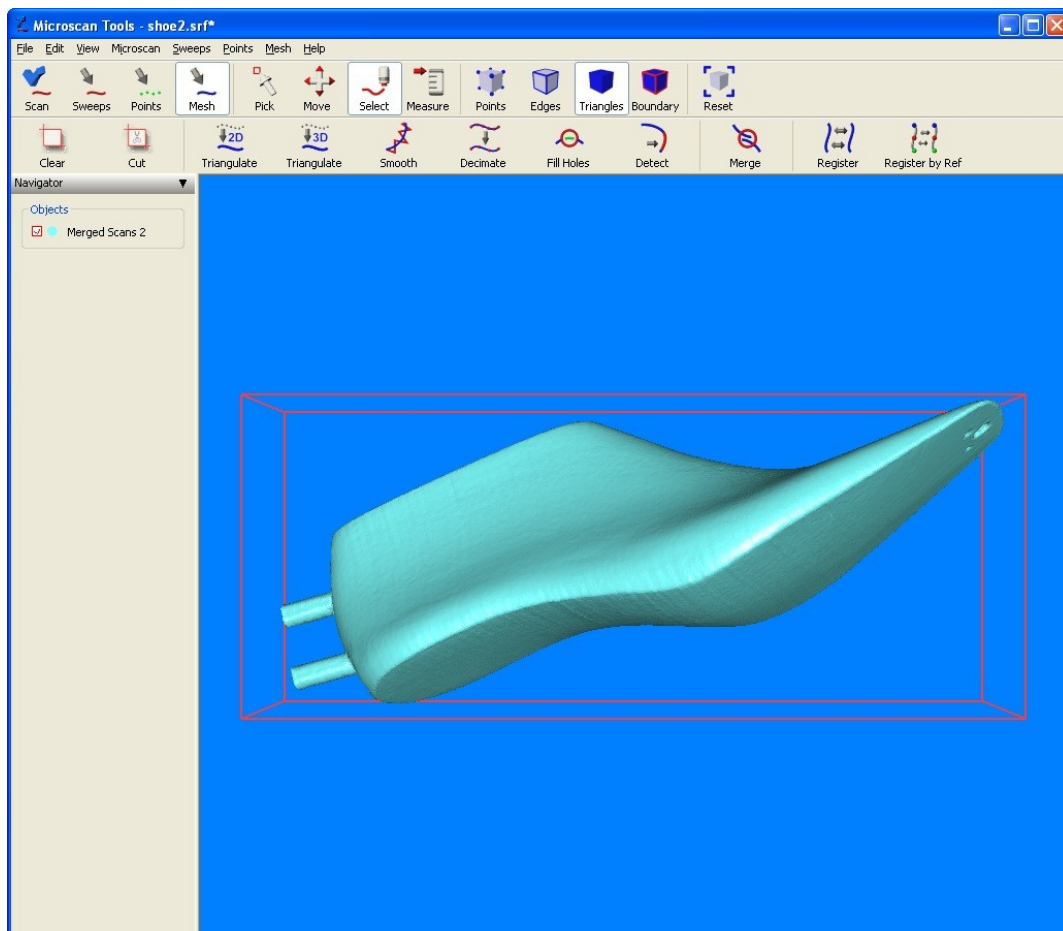 Microscan Tools - shoe2.srf*
File Edit View Microscan Sweeps Points Mesh Help
Scan Sweeps Points Mesh Pick Move Select Measure Points Edges Triangles Boundary Reset
2D 3D
Clear Cut Triangulate Triangulate Smooth Decimate Fill Holes Detect Merge Register Register by Ref
Navigator
Objects
Merged Scans 2